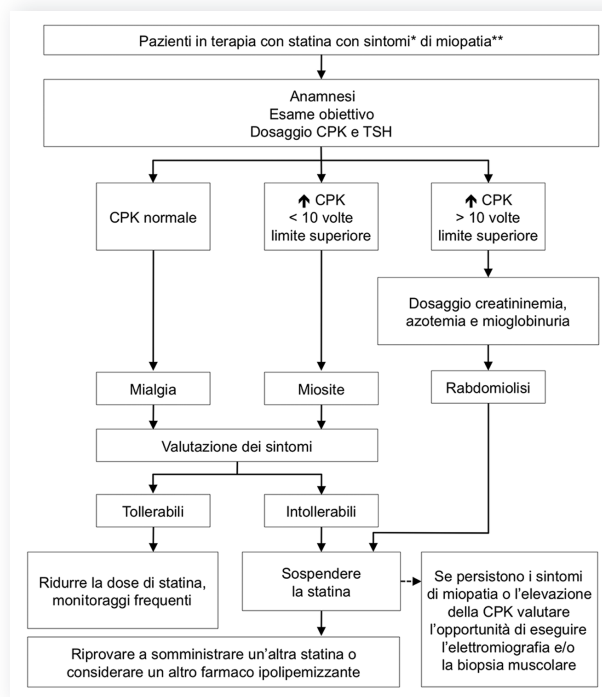 Pazienti in terapia con statina con sintomi* di miopatia**
Anamnesi
Esame obiettivo
Dosaggio CPK e TSH
CPK normale
↑ CPK
< 10 volte
limite superiore
↑ CPK
> 10 volte
limite superiore
Dosaggio creatininemia,
azotemia e mioglobinuria
Mialgia
Miosite
Rabdomiolisi
Valutazione dei sintomi
Tollerabili
Intollerabili
Ridurre la dose di statina,
monitoraggi frequenti
Sospendere
la statina
Se persistono i sintomi
di miopatia o l'elevazione
della CPK valutare
l'opportunità di eseguire
l'elettromiografia e/o
la biopsia muscolare
Riprovare a somministrare un'altra statina o
considerare un altro farmaco ipolipemizzante